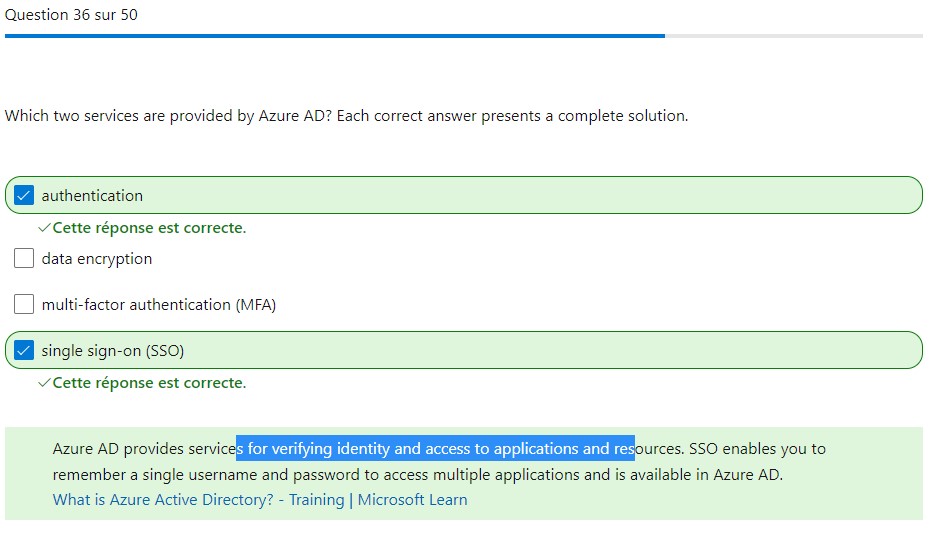 Question 36 sur 50
Which two services are provided by Azure AD? Each correct answer presents a complete solution.
authentication
Cette réponse est correcte.
data encryption
multi-factor authentication (MFA)
single sign-on (SSO)
Cette réponse est correcte.
Azure AD provides services for verifying identity and access to applications and resources. SSO enables you to
remember a single username and password to access multiple applications and is available in Azure AD.
What is Azure Active Directory? - Training | Microsoft Learn